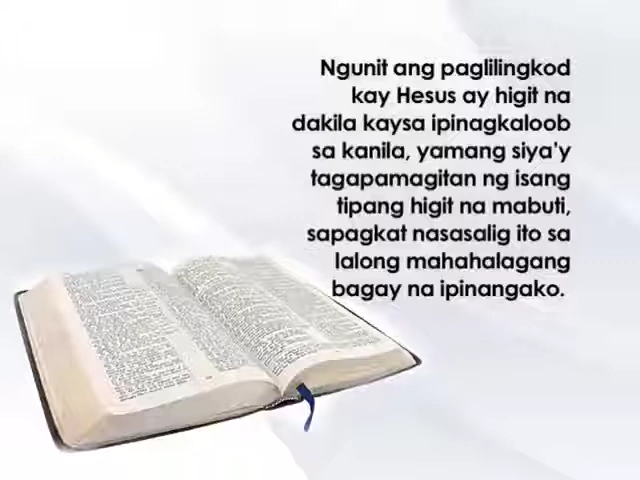 Ngunit ang paglilingkod
kay Hesus ay higit na
dakila kaysa ipinagkaloob
sa kanila, yamang siya'y
tagapamagitan ng isang
tipang higit na mabuti,
sapagkat nasasalig ito sa
lalong mahahalagang
bagay na ipinangako.